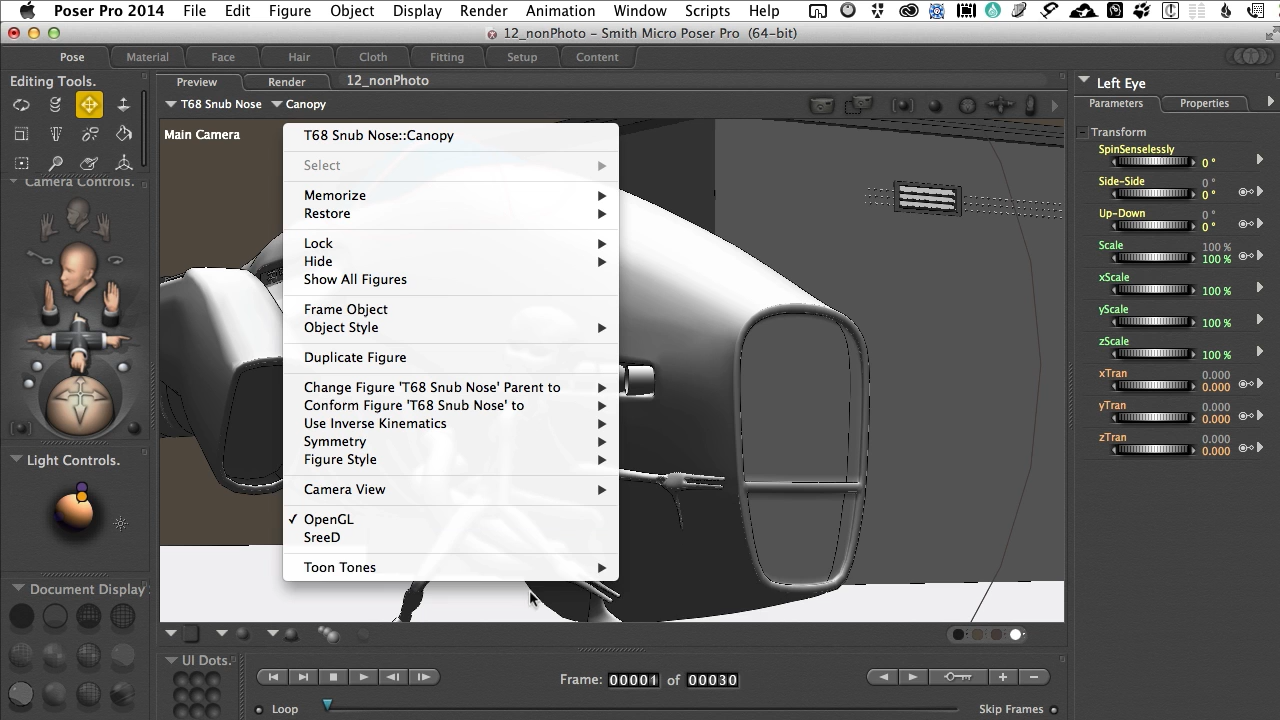 Poser Pro 2014 File Edit Figure Object Display Render Animation Window Scripts Help
12_nonPhoto – Smith Micro Poser Pro (64-bit)
Pose Material Face Hair Cloth Fitting Setup Content
Editing Tools.
Preview Render 12_nonPhoto
T68 Snub Nose Canopy
Main Camera
Camera Controls.
Light Controls.
Document Display
T68 Snub Nose::Canopy
Select
Memorize
Restore
Lock
Hide
Show All Figures
Frame Object
Object Style
Duplicate Figure
Change Figure 'T68 Snub Nose' Parent to
Conform Figure 'T68 Snub Nose' to
Use Inverse Kinematics
Symmetry
Figure Style
Camera View
✓ OpenGL
SreeD
Toon Tones
UI Dots.
Frame: 00001 of 00030
Loop
Skip Frames
Left Eye
Parameters Properties
Transform
SpinSenselessly
0 °
Side-Side
0 °
0 °
Up-Down
0 °
0 °
Scale
100 %
100 %
xScale
100 %
yScale
100 %
zScale
100 %
xTran
0.000
0.000
yTran
0.000
0.000
zTran
0.000
0.000